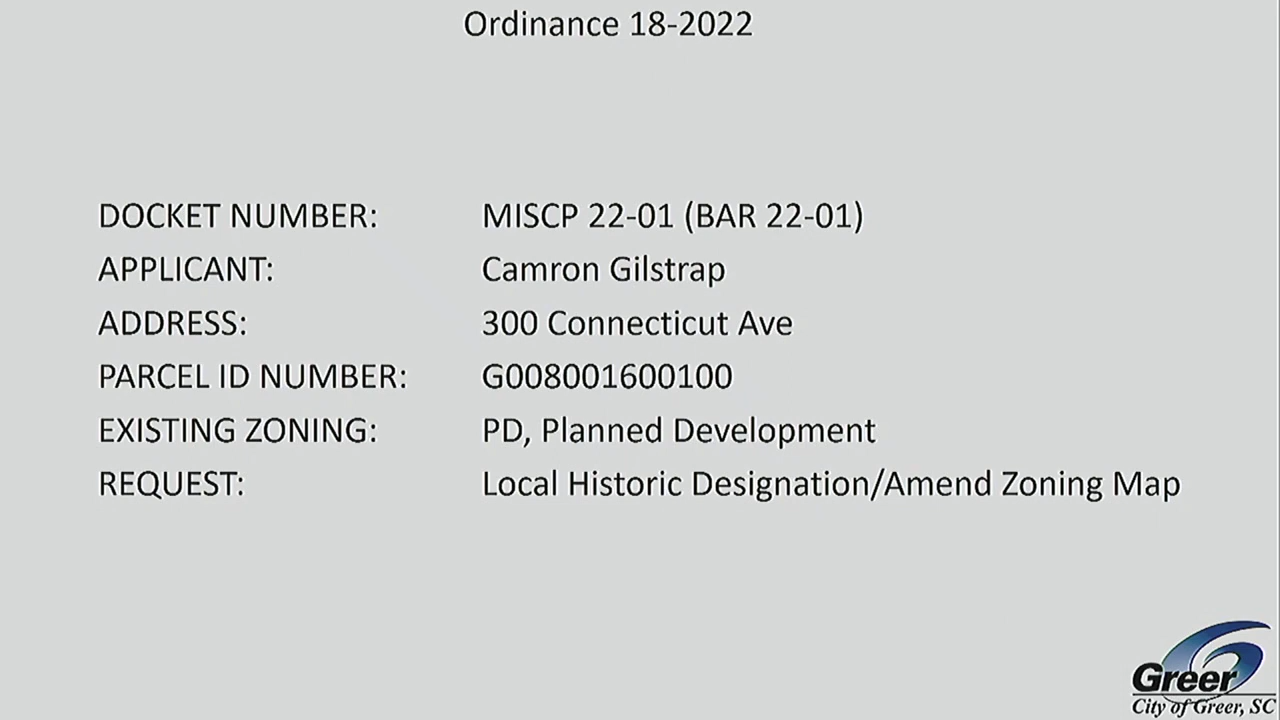 Ordinance 18-2022
DOCKET NUMBER: MISCP 22-01 (BAR 22-01)
APPLICANT: Camron Gilstrap
ADDRESS: 300 Connecticut Ave
PARCEL ID NUMBER: G008001600100
EXISTING ZONING: PD, Planned Development
REQUEST: Local Historic Designation/Amend Zoning Map
Greer
City of Greer, SC